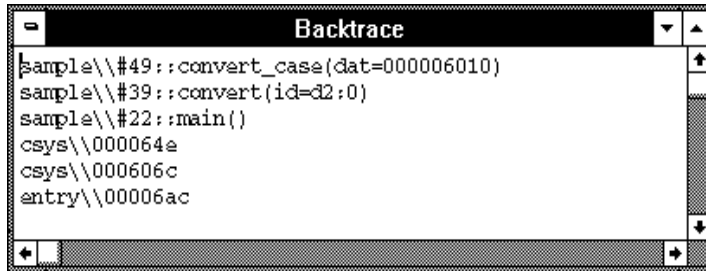 Backtrace
sample\\#49::convert_case(dat=000006010)
sample\\#39::convert(id=d2:0)
sample\\#22::main()
csys\\000064e
csys\\000606c
entry\\00006ac